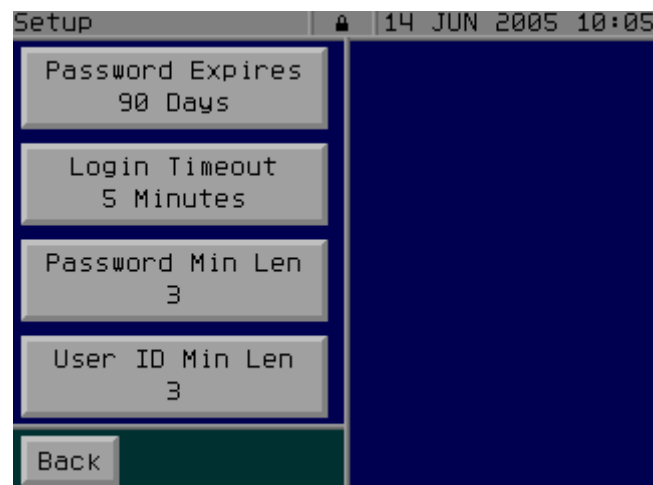 Setup 14 JUN 2005 10:05
Password Expires
90 Days
Login Timeout
5 Minutes
Password Min Len
3
User ID Min Len
3
Back